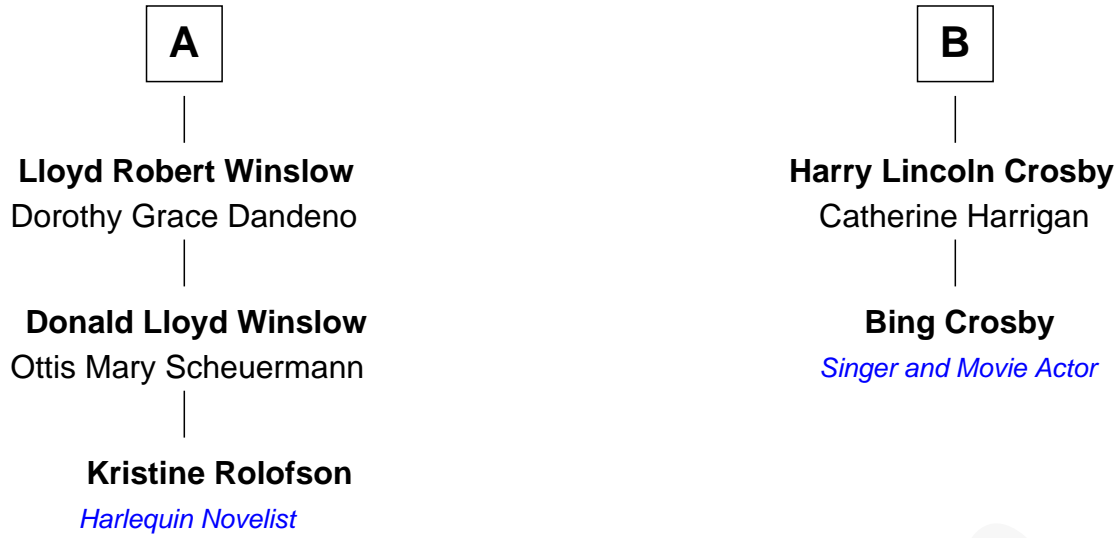 A
Lloyd Robert Winslow
Dorothy Grace Dandeno
Donald Lloyd Winslow
Ottis Mary Scheuermann
Kristine Rolofson
Harlequin Novelist
B
Harry Lincoln Crosby
Catherine Harrigan
Bing Crosby
Singer and Movie Actor